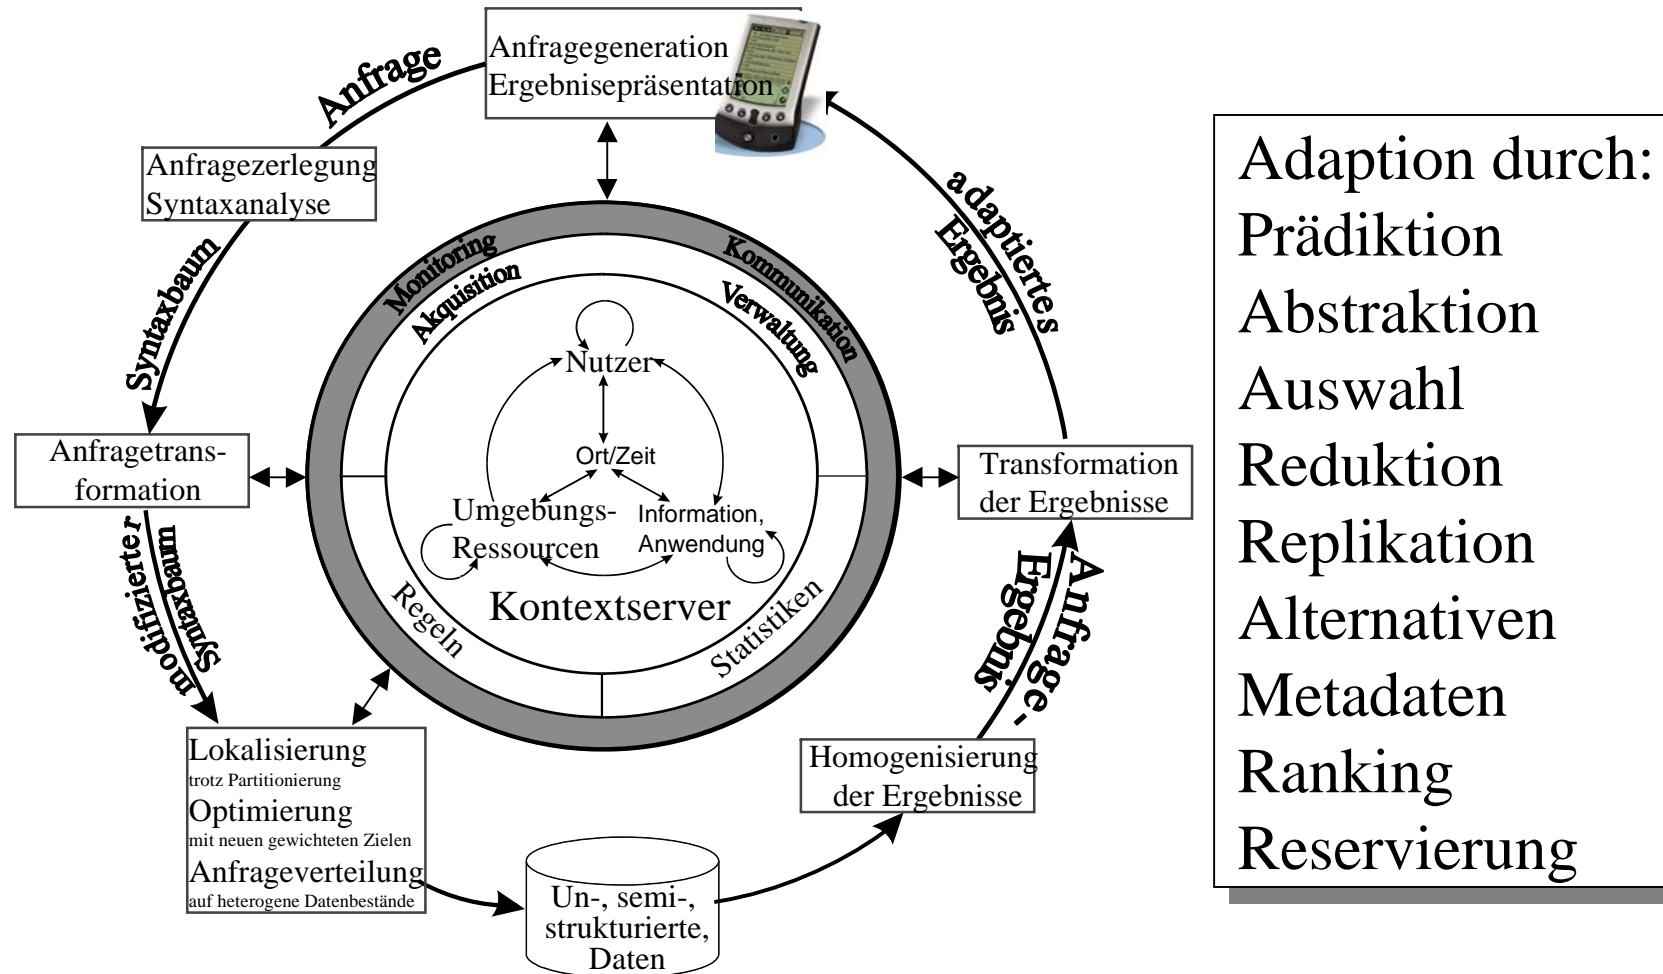 Anfragegeneration
Ergebnisepräsentation
Anfrage
Anfragezerlegung
Syntaxanalyse
Syntaxbaum
Anfragetrans-
formation
modifizierter
Syntaxbaum
Lokalisierung
trotz Partitionierung
Optimierung
mit neuen gewichteten Zielen
Anfrageverteilung
auf heterogene Datenbestände
Un-, semi-,
strukturierte,
Daten
Homogenisierung
der Ergebnisse
Anfrage-
Ergebnis
Transformation
der Ergebnisse
adaptiertes
Ergebnis
Monitoring
Kommunikation
Akquisition
Verwaltung
Nutzer
Ort/Zeit
Umgebungs-
Ressourcen
Information,
Anwendung
Kontextserver
Regeln
Statistiken
Adaption durch:
Prädiktion
Abstraktion
Auswahl
Reduktion
Replikation
Alternativen
Metadaten
Ranking
Reservierung